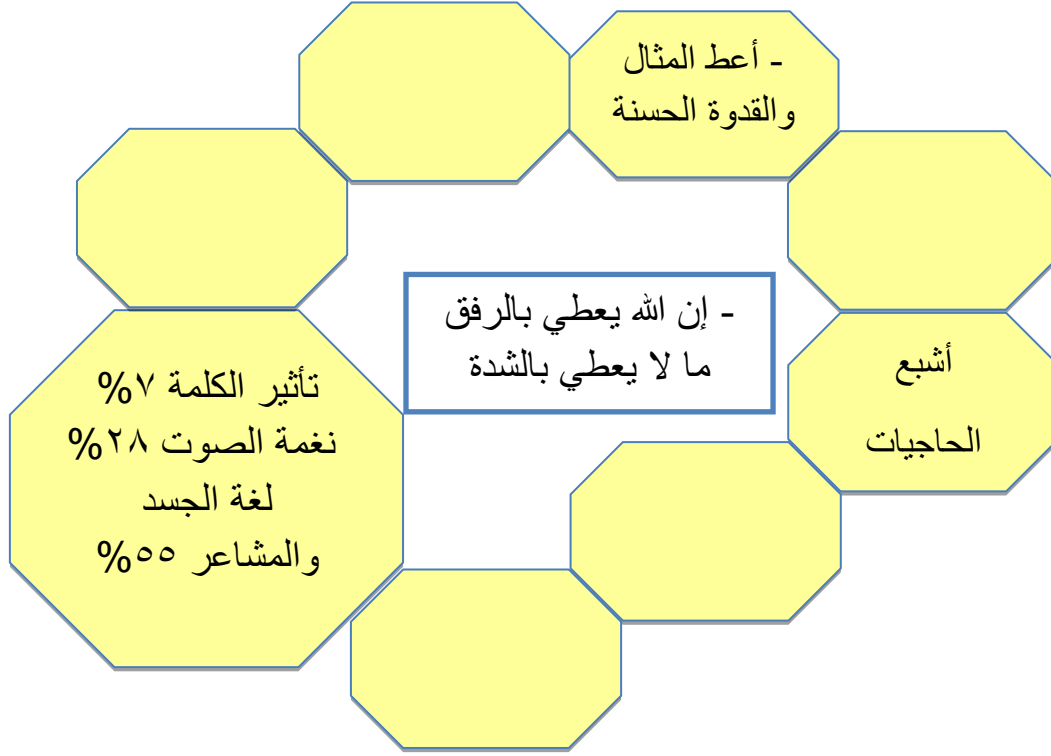 - أعط المثال
والقدوة الحسنة
- إن الله يعطي بالرفق
ما لا يعطي بالشدة
أشبع
الحاجيات
تأثير الكلمة ٧%
نغمة الصوت ٢٨%
لغة الجسد
والمشاعر ٥٥%